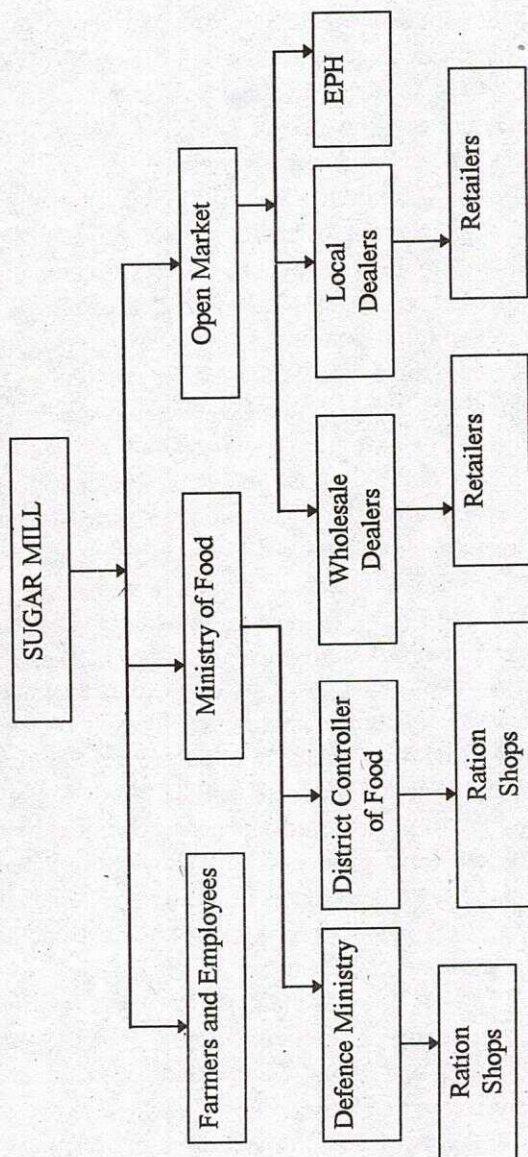 SUGAR MILL
Farmers and Employees
Ministry of Food
Open Market
Defence Ministry
District Controller
of Food
Wholesale
Dealers
Local
Dealers
EPH
Ration
Shops
Ration
Shops
Retailers
Retailers